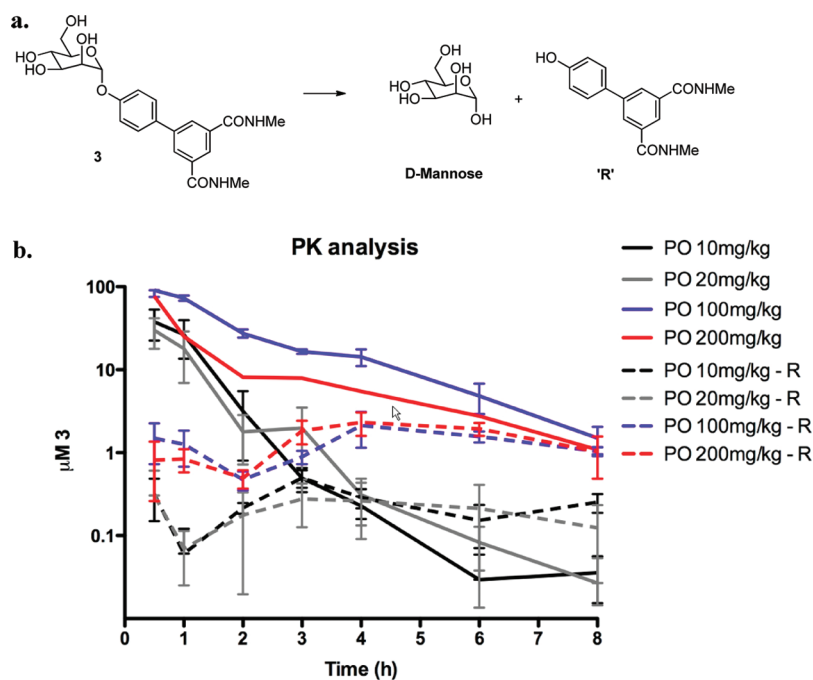 a.
OH
OH
HO
HO
O
O
CONHMe
CONHMe
3
OH
OH
HO
HO
O
OH
D-Mannose
+
HO
CONHMe
CONHMe
'R'
b.
PK analysis
100
10
1
0.1
μM 3
0 1 2 3 4 5 6 7 8
Time (h)
PO 10mg/kg
PO 20mg/kg
PO 100mg/kg
PO 200mg/kg
PO 10mg/kg - R
PO 20mg/kg - R
PO 100mg/kg - R
PO 200mg/kg - R